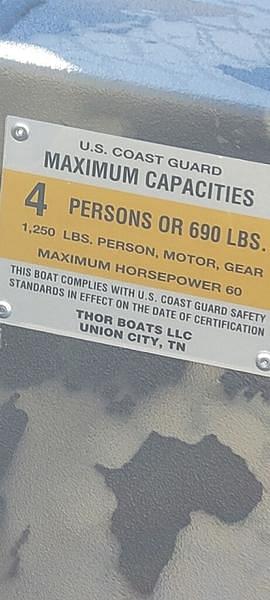 U.S. COAST GUARD
MAXIMUM CAPACITIES
4 PERSONS OR 690 LBS.
1,250 LBS. PERSON, MOTOR, GEAR
MAXIMUM HORSEPOWER 60
THIS BOAT COMPLIES WITH U.S. COAST GUARD SAFETY
STANDARDS IN EFFECT ON THE DATE OF CERTIFICATION
THOR BOATS LLC
UNION CITY, TN